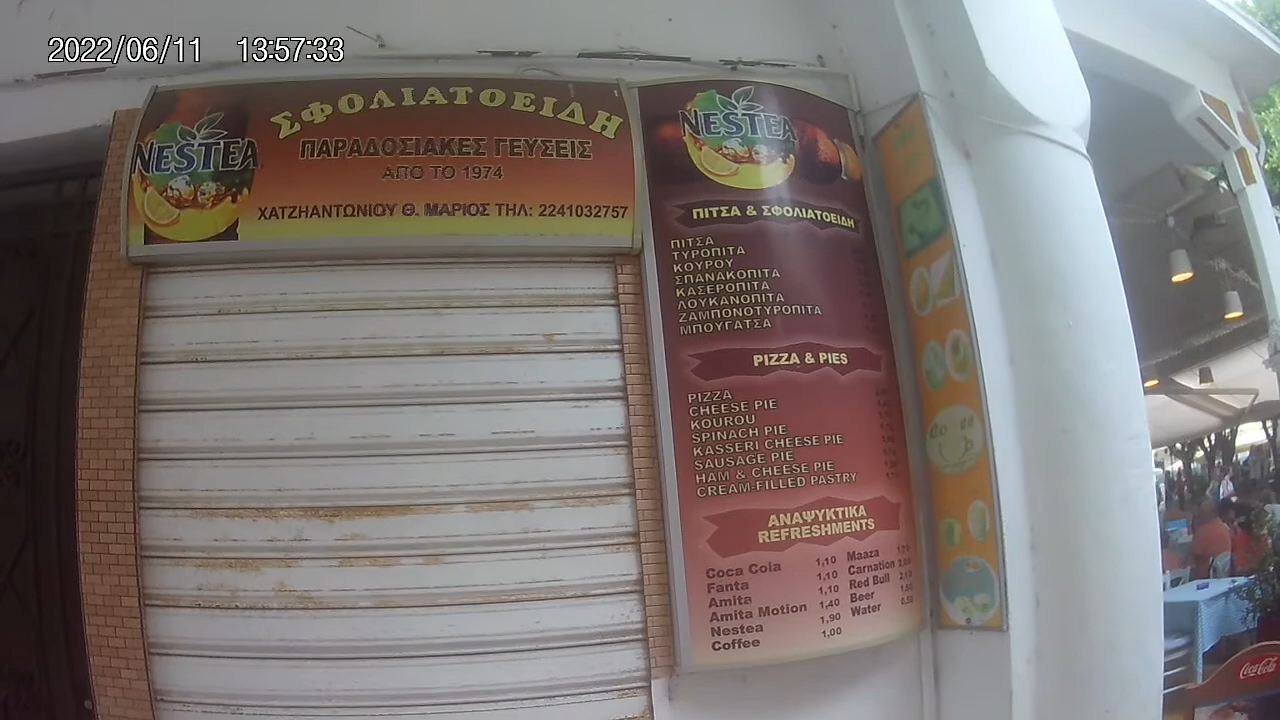 2022/06/11 13:57:33
NESTEA
ΣΦΟΛΙΑΤΟΕΙΔΗ
ΠΑΡΑΔΟΣΙΑΚΕΣ ΓΕΥΣΕΙΣ
ΑΠΟ ΤΟ 1974
ΧΑΤΖΗΑΝΤΩΝΙΟΥ Θ. ΜΑΡΙΟΣ ΤΗΛ: 2241032757
NESTEA
ΠΙΤΣΑ & ΣΦΟΛΙΑΤΟΕΙΔΗ
ΠΙΤΣΑ
ΤΥΡΟΠΙΤΑ
ΚΟΥΡΟΥ
ΣΠΑΝΑΚΟΠΙΤΑ
ΚΑΣΕΡΟΠΙΤΑ
ΛΟΥΚΑΝΟΠΙΤΑ
ΖΑΜΠΟΝΟΤΥΡΟΠΙΤΑ
ΜΠΟΥΓΑΤΣΑ
PIZZA & PIES
PIZZA
CHEESE PIE
KOUROU
SPINACH PIE
KASSERI CHEESE PIE
SAUSAGE PIE
HAM & CHEESE PIE
CREAM-FILLED PASTRY
ΑΝΑΨΥΚΤΙΚΑ
REFRESHMENTS
Coca Cola 1,10
Fanta 1,10
Amita 1,10
Amita Motion 1,40
Nestea 1,90
Coffee 1,00
Maaza
Carnation
Red Bull
Beer
Water
Coca-Cola